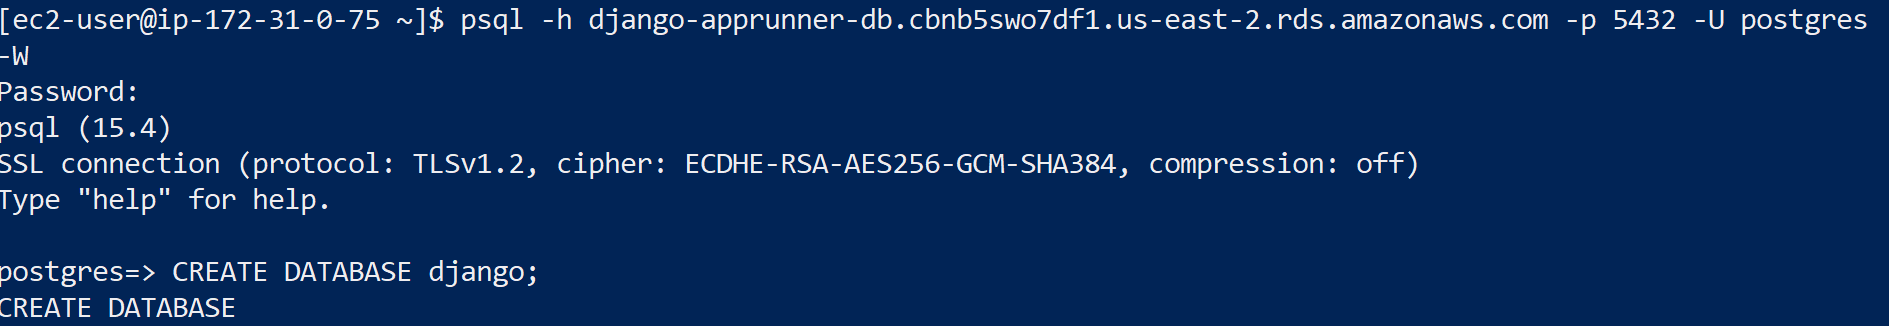 [ec2-user@ip-172-31-0-75 ~]$ psql -h django-apprunner-db.cbnb5swo7df1.us-east-2.rds.amazonaws.com -p 5432 -U postgres
-W
Password:
psql (15.4)
SSL connection (protocol: TLSv1.2, cipher: ECDHE-RSA-AES256-GCM-SHA384, compression: off)
Type "help" for help.

postgres=> CREATE DATABASE django;
CREATE DATABASE